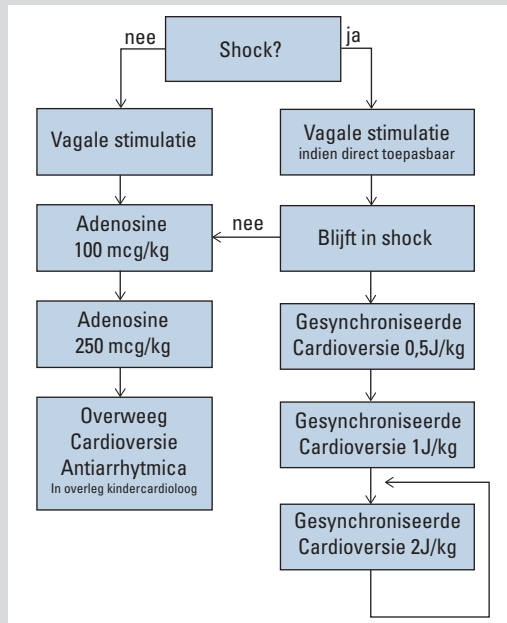 nee
ja
Shock?
Vagale stimulatie
Vagale stimulatie
indien direct toepasbaar
Adenosine
100 mcg/kg
nee
Blijft in shock
Adenosine
250 mcg/kg
Gesynchroniseerde
Cardioversie 0,5J/kg
Overweeg
Cardioversie
Antiarrhytmica
In overleg kindercardioloog
Gesynchroniseerde
Cardioversie 1J/kg
Gesynchroniseerde
Cardioversie 2J/kg